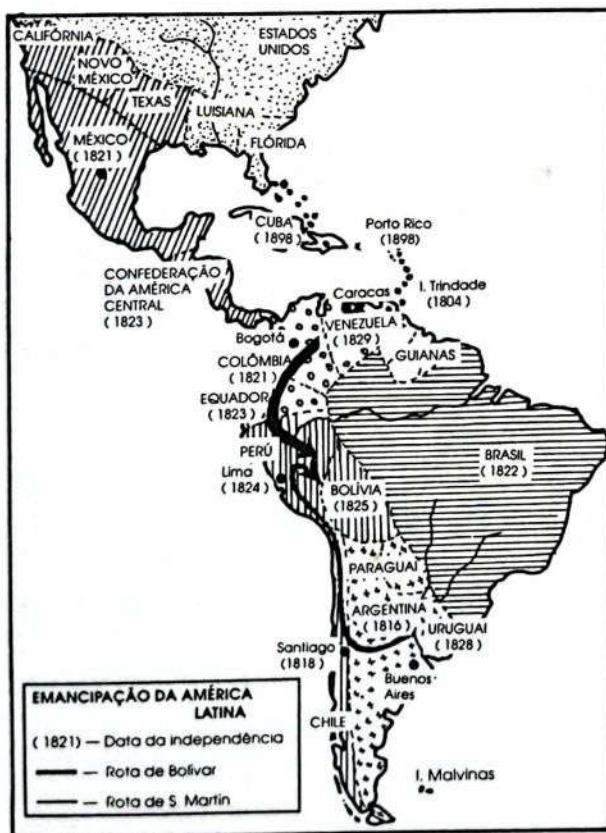 CALIFÓRNIA
ESTADOS
UNIDOS
NOVO
MÉXICO
TEXAS
LUISIANA
FLÓRIDA
MÉXICO
(1821)
CUBA
(1898)
Porto Rico
(1898)
I. Trindade
(1804)
CONFEDERAÇÃO
DA AMÉRICA
CENTRAL
(1823)
Caracas
VENEZUELA
(1829)
GUIANAS
Bogotá
COLÔMBIA
(1821)
EQUADOR
(1823)
PERÚ
Lima
(1824)
BRASIL
(1822)
BOLÍVIA
(1825)
PARAGUAI
ARGENTINA
(1816)
URUGUAI
(1828)
Santiago
(1818)
Buenos
Aires
CHILE
I. Malvinas
EMANCIPAÇÃO DA AMÉRICA
LATINA
(1821) — Data da independência
— Rota de Bolivar
— Rota de S. Martin